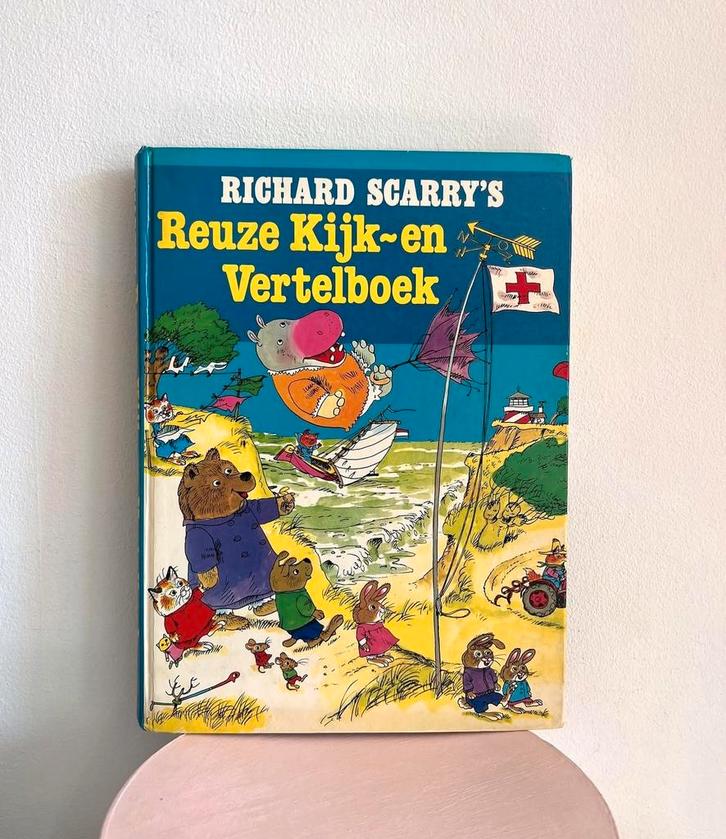 RICHARD SCARRY'S
Reuze Kijk~en
Vertelboek
N